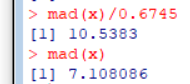 > mad(x)/0.6745
[1] 10.5383
> mad(x)
[1] 7.108086